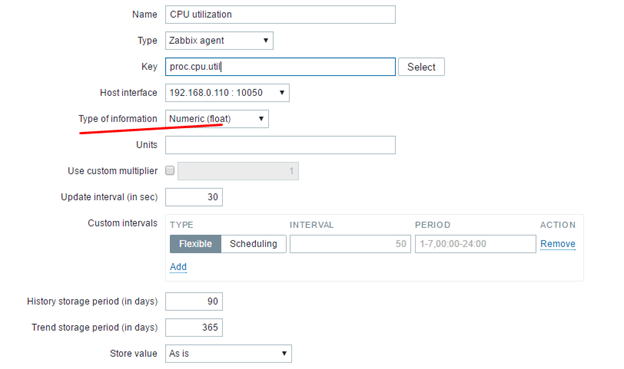 Name CPU utilization
Type Zabbix agent
Key proc.cpu.util Select
Host interface 192.168.0.110 : 10050
Type of information Numeric (float)
Units
Use custom multiplier 1
Update interval (in sec) 30
Custom intervals TYPE INTERVAL PERIOD ACTION
Flexible Scheduling 50 1-7,00:00-24:00 Remove
Add
History storage period (in days) 90
Trend storage period (in days) 365
Store value As is